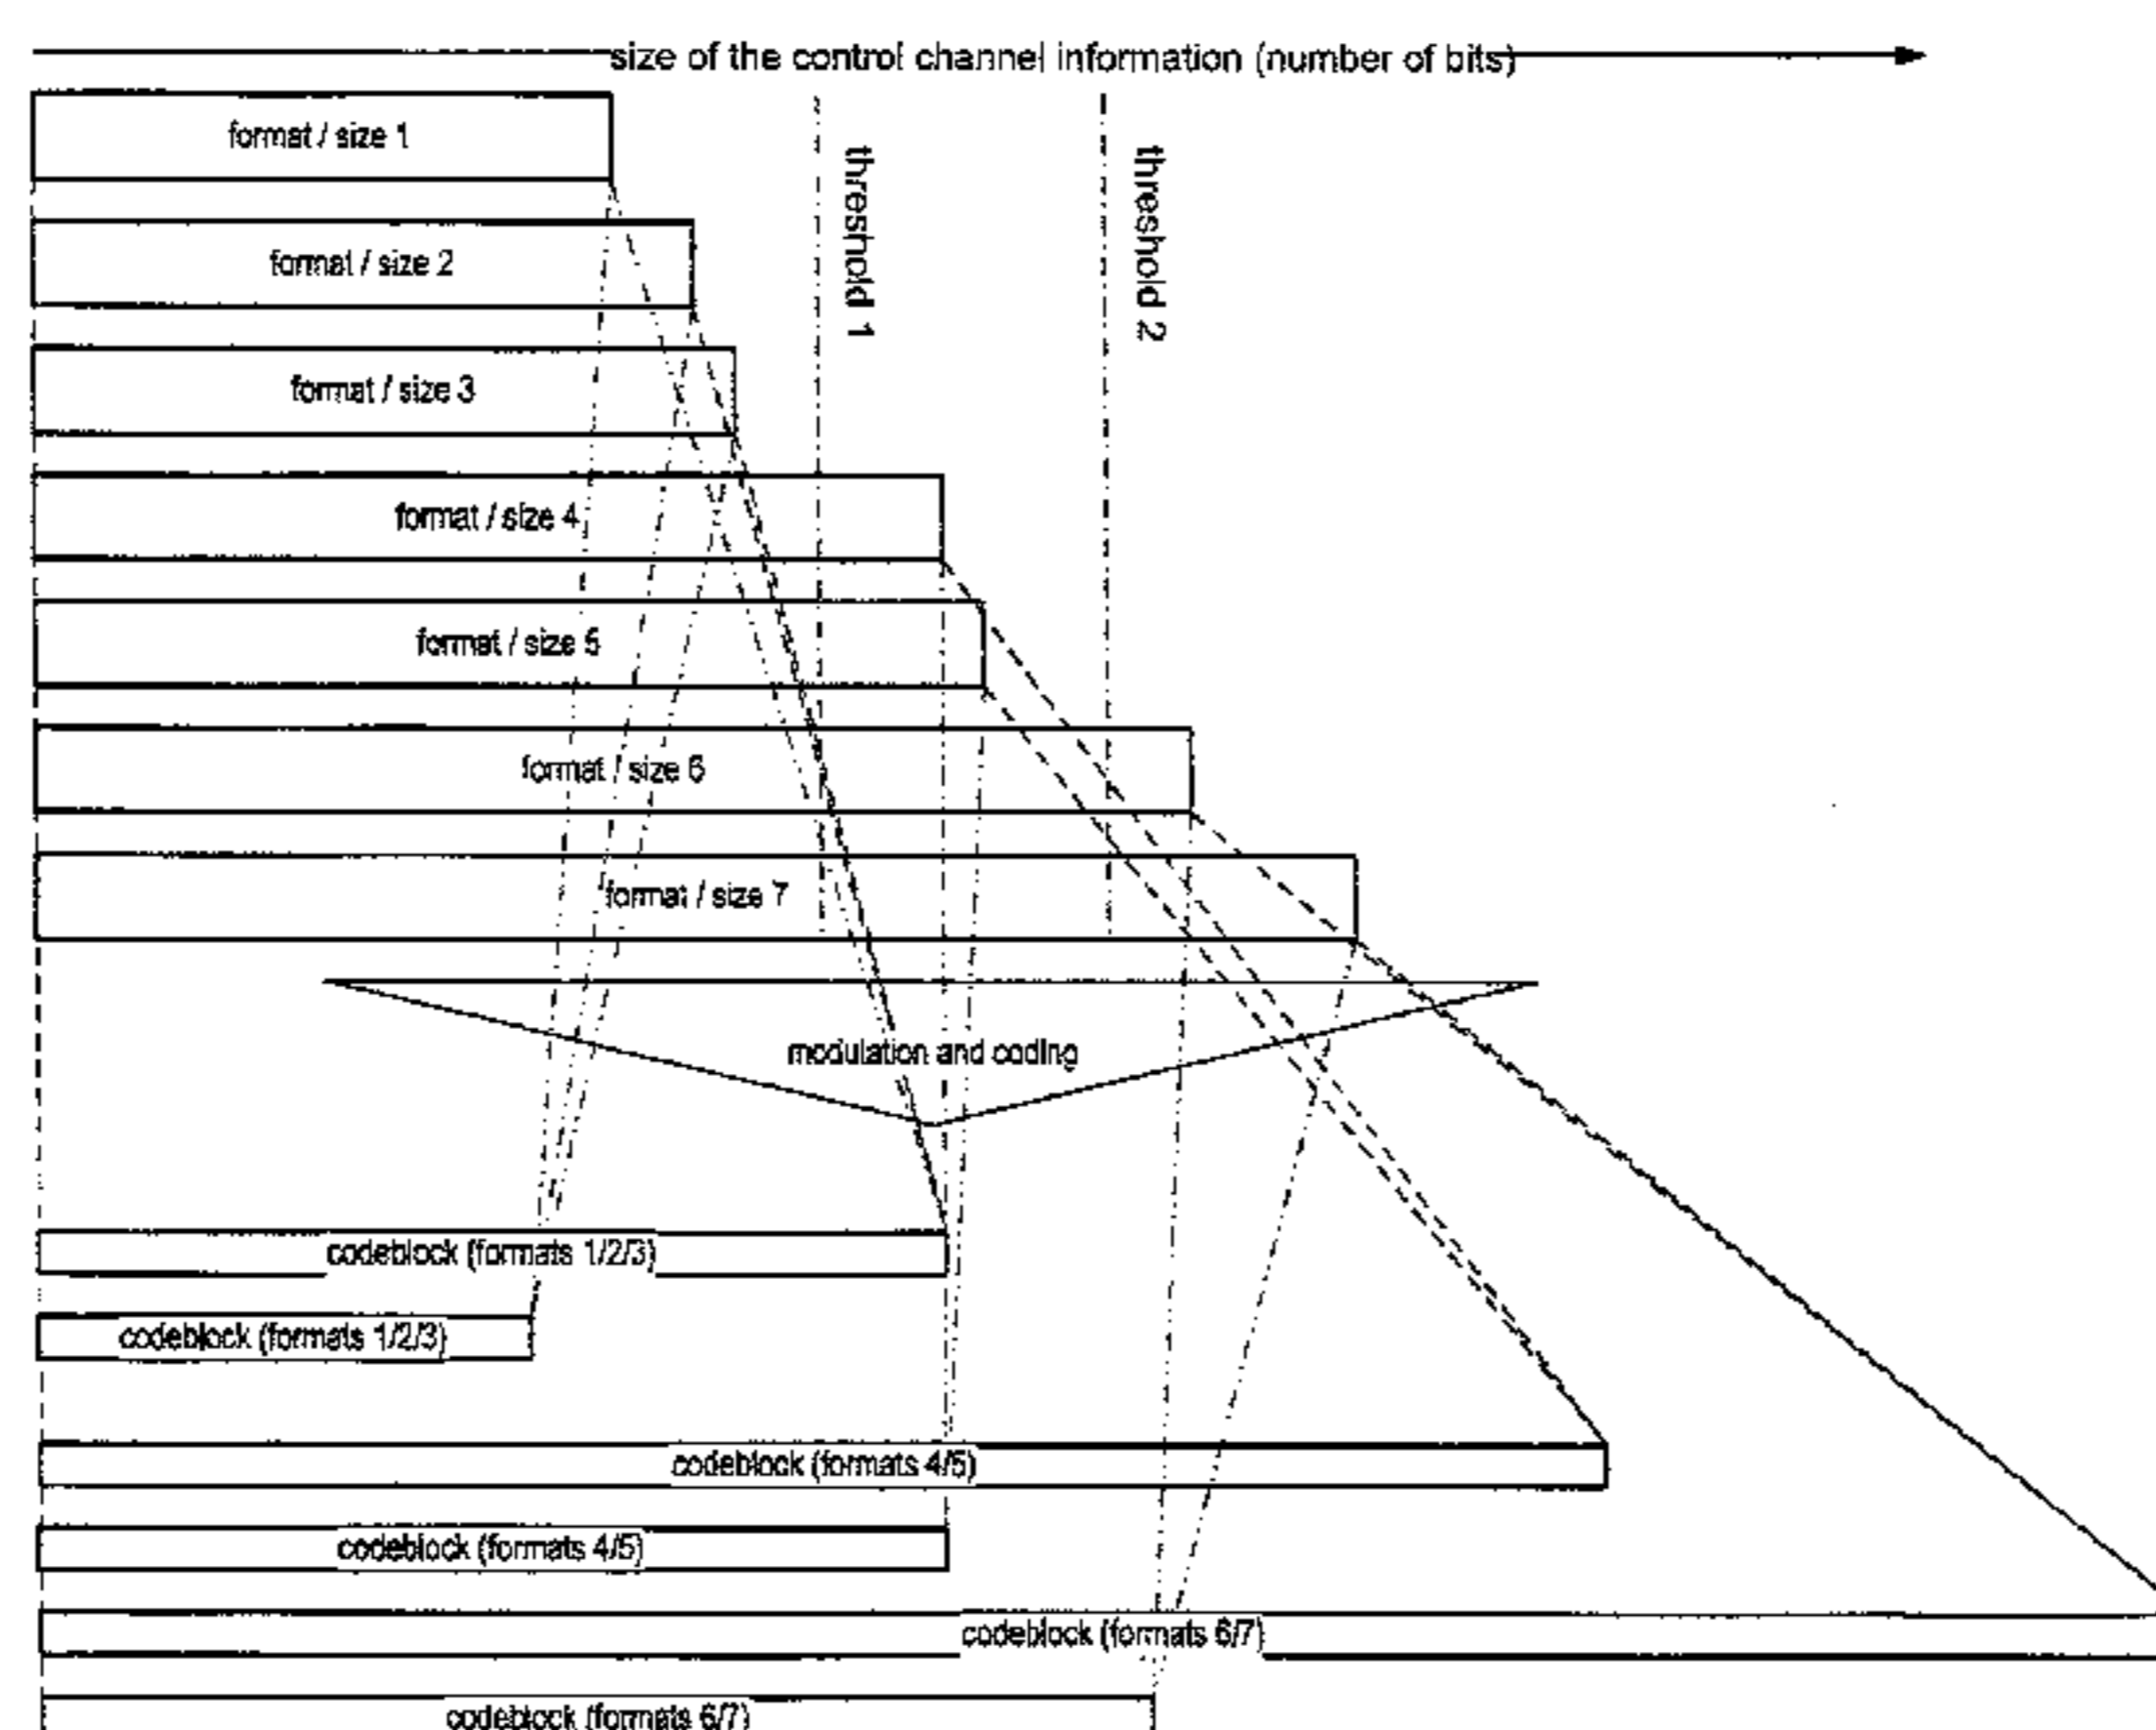 size of the control channel information (number of bits)
format / size 1
threshold 1
threshold 2
format / size 2
format / size 3
format / size 4
format / size 5
format / size 6
format / size 7
modulation and coding
codeblock (formats 1/2/3)
codeblock (formats 1/2/3)
codeblock (formats 4/5)
codeblock (formats 4/5)
codeblock (formats 6/7)
codeblock (formats 6/7)